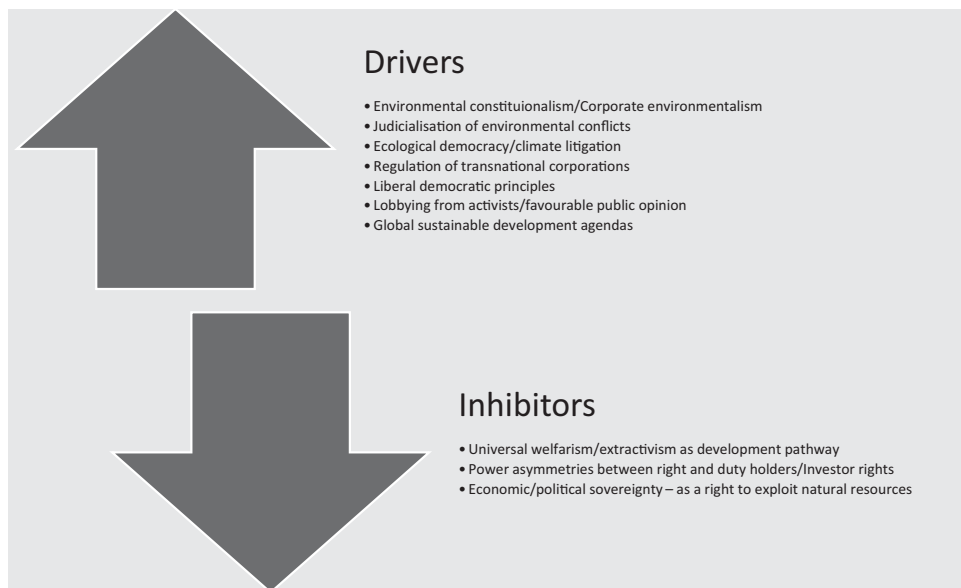 Drivers
• Environmental constituionalism/Corporate environmentalism
• Judicialisation of environmental conflicts
• Ecological democracy/climate litigation
• Regulation of transnational corporations
• Liberal democratic principles
• Lobbying from activists/favourable public opinion
• Global sustainable development agendas
Inhibitors
• Universal welfarism/extractivism as development pathway
• Power asymmetries between right and duty holders/Investor rights
• Economic/political sovereignty – as a right to exploit natural resources